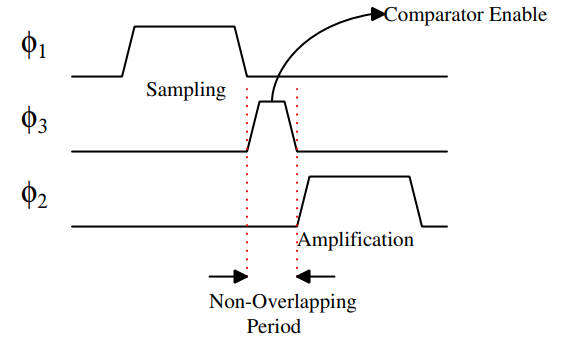 Comparator Enable
ϕ1
Sampling
ϕ3
ϕ2
Amplification
Non-Overlapping
Period